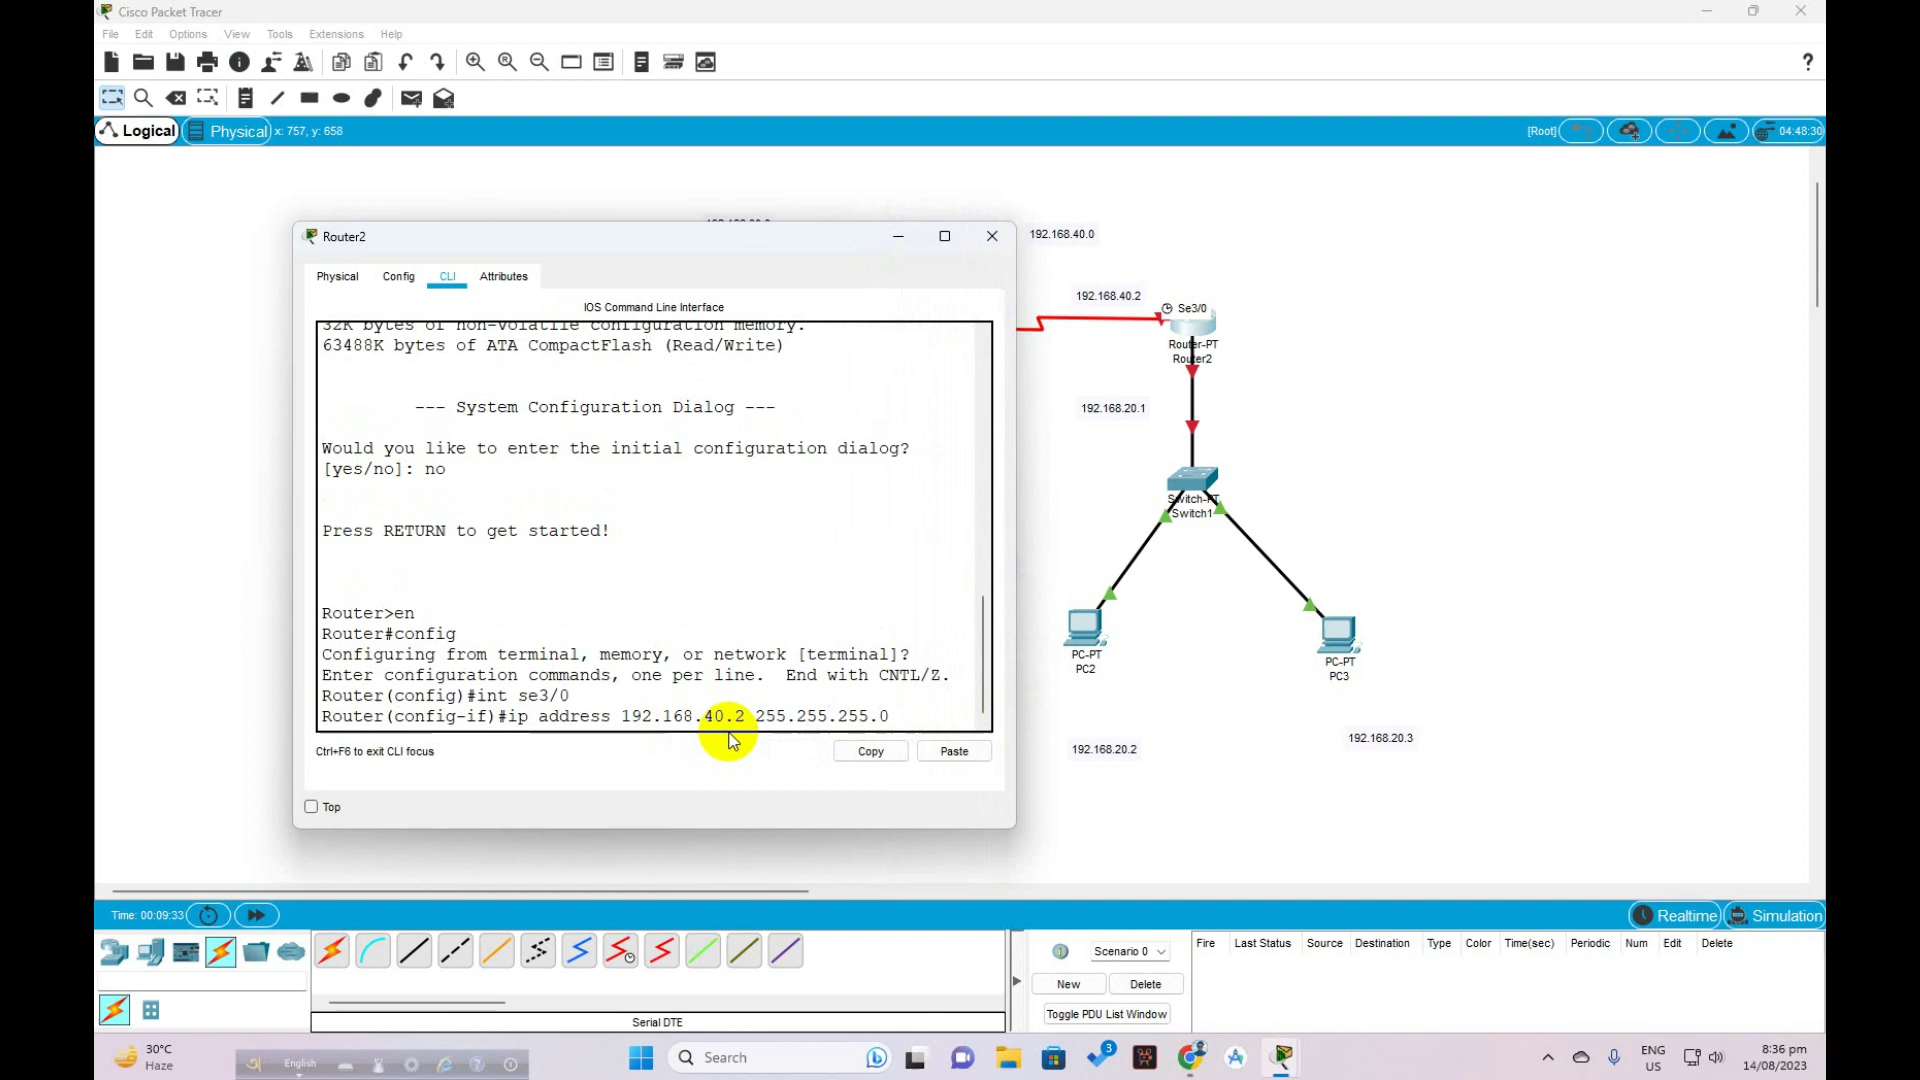 Cisco Packet Tracer
File Edit Options View Tools Extensions Help
?
Logical Physical x: 757, y: 658 [Root] 04:48:30
192.168.40.0
Router2
Physical Config CLI Attributes
IOS Command Line Interface
32K bytes of non-volatile configuration memory.
63488K bytes of ATA CompactFlash (Read/Write)
--- System Configuration Dialog ---
Would you like to enter the initial configuration dialog?
[yes/no]: no
Press RETURN to get started!
Router>en
Router#config
Configuring from terminal, memory, or network [terminal]?
Enter configuration commands, one per line.  End with CNTL/Z.
Router(config)#int se3/0
Router(config-if)#ip address 192.168.40.2 255.255.255.0
Ctrl+F6 to exit CLI focus
Copy Paste
Top
192.168.40.2
Se3/0
Router-PT
Router2
192.168.20.1
Switch-PT
Switch1
PC-PT
PC2
PC-PT
PC3
192.168.20.2
192.168.20.3
Time: 00:09:33
Realtime Simulation
Scenario 0
New Delete
Toggle PDU List Window
Fire Last Status Source Destination Type Color Time(sec) Periodic Num Edit Delete
Serial DTE
30°C
Haze
English
Search
3
ENG
US
8:36 pm
14/08/2023